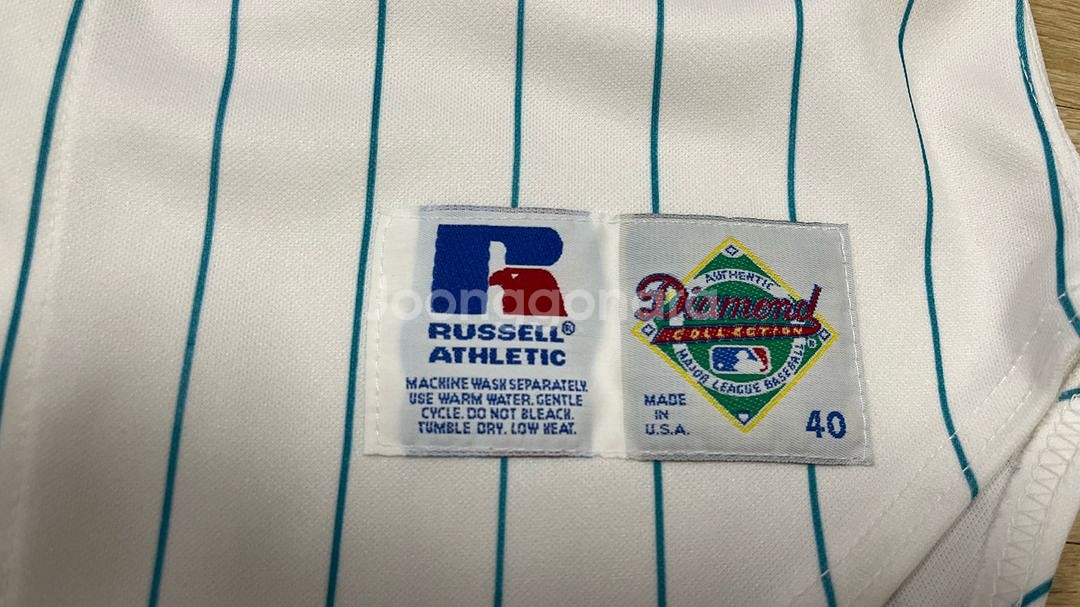 RUSSELL®
ATHLETIC
MACHINE WASH SEPARATELY.
USE WARM WATER. GENTLE
CYCLE. DO NOT BLEACH.
TUMBLE DRY. LOW HEAT.
AUTHENTIC
Diamond
COLLECTION®
MAJOR LEAGUE BASEBALL
MADE
IN
U.S.A.
40
Joonggonara